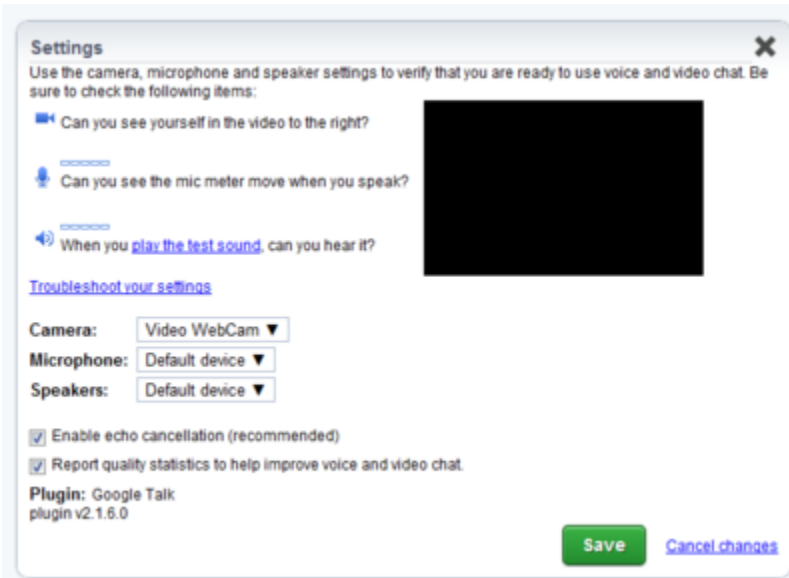 Settings
Use the camera, microphone and speaker settings to verify that you are ready to use voice and video chat. Be
sure to check the following items:
Can you see yourself in the video to the right?
Can you see the mic meter move when you speak?
When you play the test sound, can you hear it?
Troubleshoot your settings
Camera: Video WebCam ▼
Microphone: Default device ▼
Speakers: Default device ▼
Enable echo cancellation (recommended)
Report quality statistics to help improve voice and video chat.
Plugin: Google Talk
plugin v2.1.6.0
Save Cancel changes